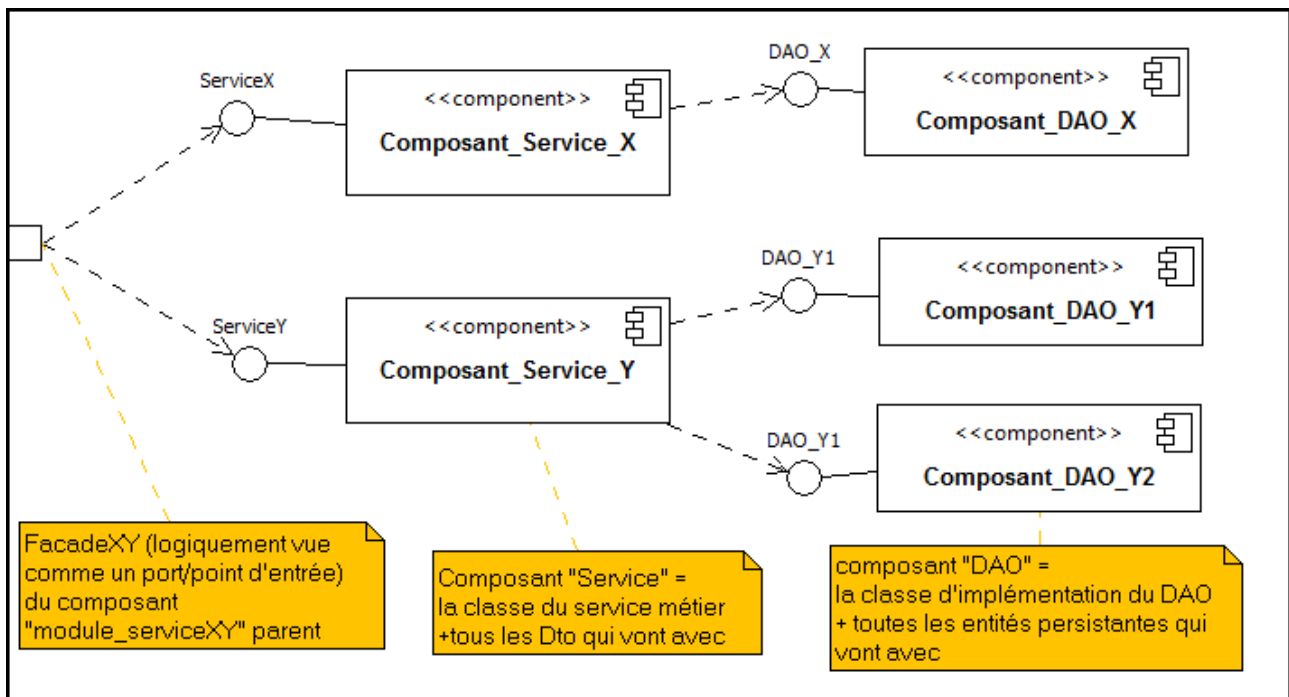 DAO_X
ServiceX
<<component>>
Composant_Service_X
<<component>>
Composant_DAO_X
DAO_Y1
<<component>>
Composant_DAO_Y1
ServiceY
<<component>>
Composant_Service_Y
DAO_Y1
<<component>>
Composant_DAO_Y2
FacadeXY (logiquement vue
comme un port/point d'entrée)
du composant
"module_serviceXY" parent
Composant "Service" =
la classe du service métier
+tous les Dto qui vont avec
composant "DAO" =
la classe d'implémentation du DAO
+ toutes les entités persistantes qui
vont avec